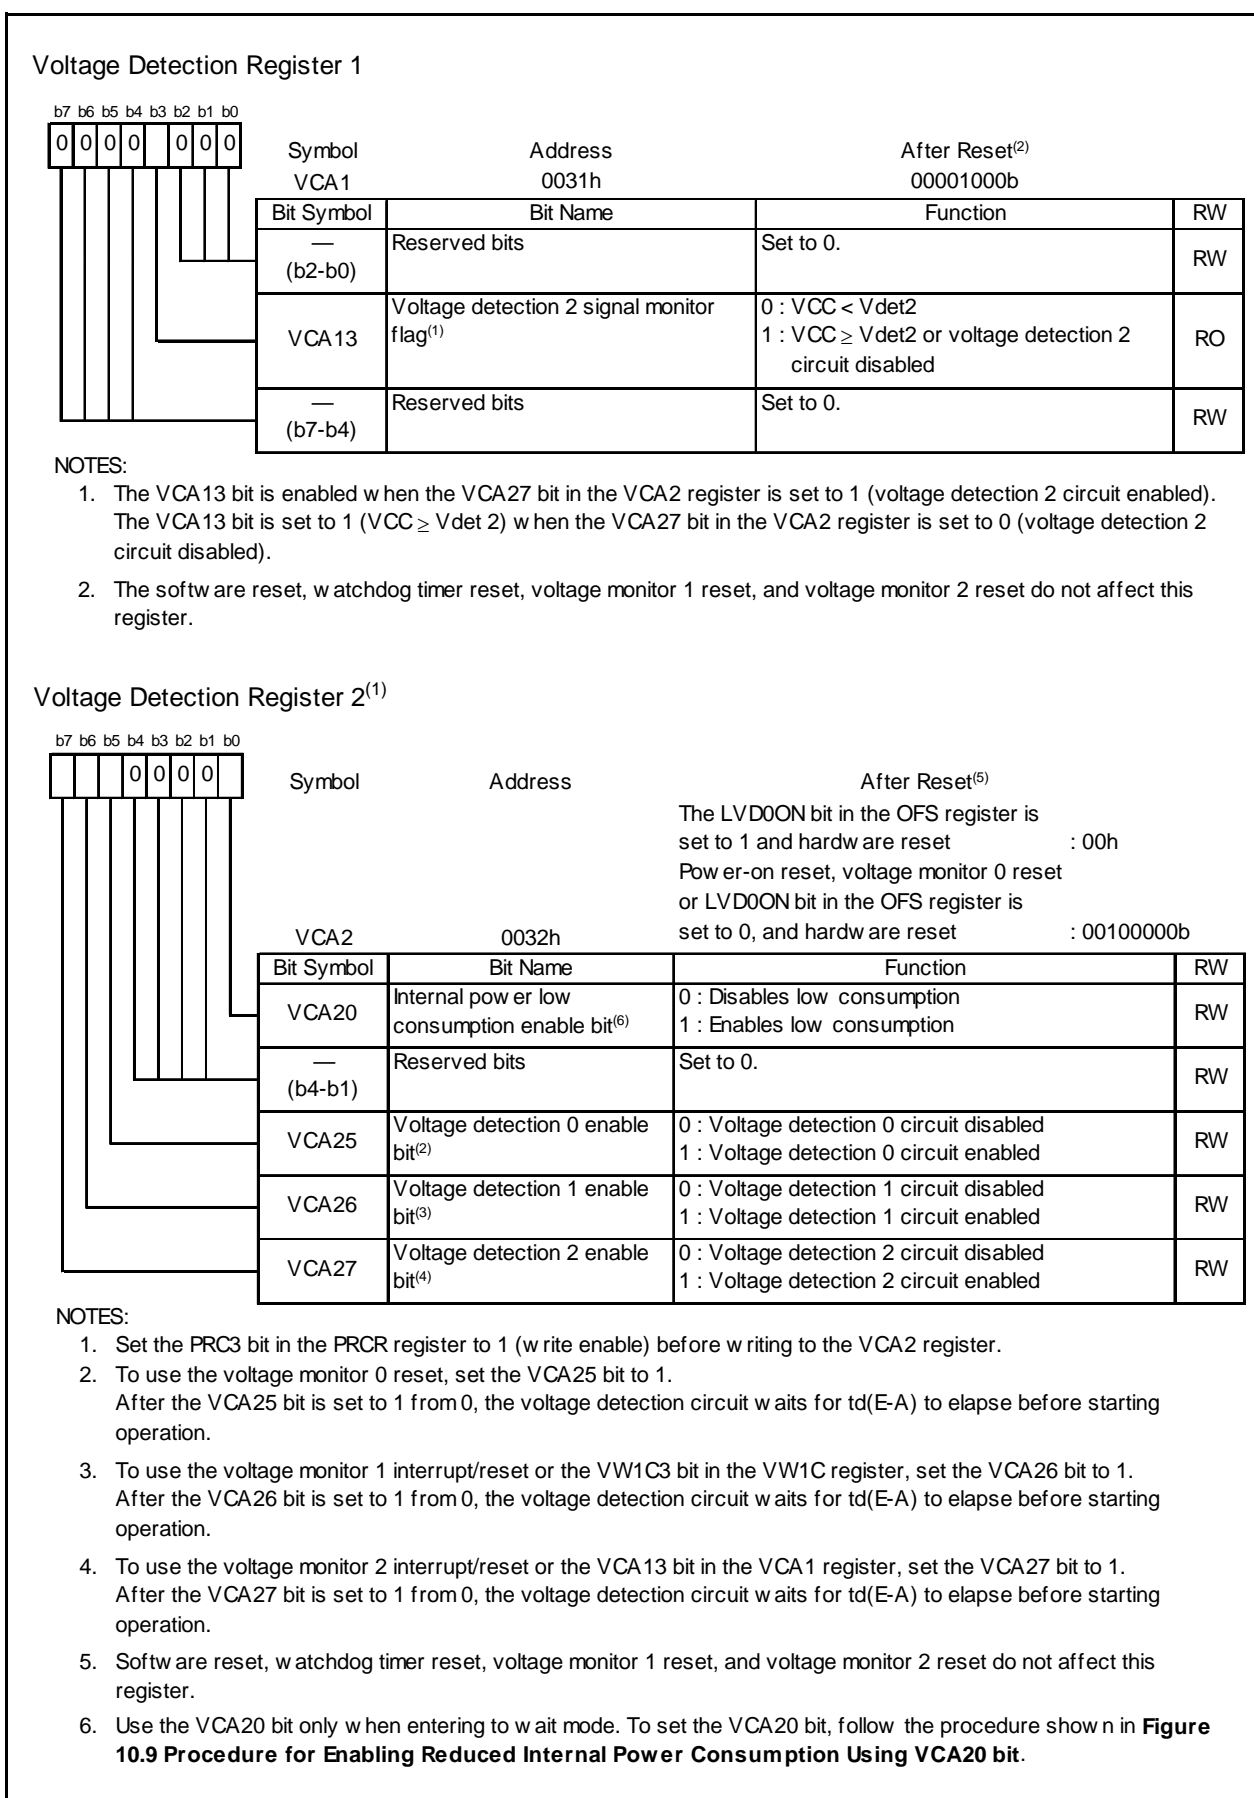 Voltage Detection Register 1
b7 b6 b5 b4 b3 b2 b1 b0
0 0 0 0 0 0 0
Symbol Address After Reset(2)
VCA1 0031h 00001000b
Bit Symbol Bit Name Function RW
—
(b2-b0)
Reserved bits
Set to 0.
RW
VCA13
Voltage detection 2 signal monitor
flag(1)
0 : VCC < Vdet2
1 : VCC ≥ Vdet2 or voltage detection 2
circuit disabled
RO
—
(b7-b4)
Reserved bits
Set to 0.
RW
NOTES:
1. The VCA13 bit is enabled when the VCA27 bit in the VCA2 register is set to 1 (voltage detection 2 circuit enabled).
The VCA13 bit is set to 1 (VCC ≥ Vdet 2) when the VCA27 bit in the VCA2 register is set to 0 (voltage detection 2
circuit disabled).
2. The software reset, watchdog timer reset, voltage monitor 1 reset, and voltage monitor 2 reset do not affect this
register.
Voltage Detection Register 2(1)
b7 b6 b5 b4 b3 b2 b1 b0
0 0 0 0
Symbol Address After Reset(5)
The LVD0ON bit in the OFS register is
set to 1 and hardware reset : 00h
Power-on reset, voltage monitor 0 reset
or LVD0ON bit in the OFS register is
VCA2 0032h set to 0, and hardware reset : 00100000b
Bit Symbol Bit Name Function RW
VCA20
Internal power low
consumption enable bit(6)
0 : Disables low consumption
1 : Enables low consumption
RW
—
(b4-b1)
Reserved bits
Set to 0.
RW
VCA25
Voltage detection 0 enable
bit(2)
0 : Voltage detection 0 circuit disabled
1 : Voltage detection 0 circuit enabled
RW
VCA26
Voltage detection 1 enable
bit(3)
0 : Voltage detection 1 circuit disabled
1 : Voltage detection 1 circuit enabled
RW
VCA27
Voltage detection 2 enable
bit(4)
0 : Voltage detection 2 circuit disabled
1 : Voltage detection 2 circuit enabled
RW
NOTES:
1. Set the PRC3 bit in the PRCR register to 1 (write enable) before writing to the VCA2 register.
2. To use the voltage monitor 0 reset, set the VCA25 bit to 1.
After the VCA25 bit is set to 1 from 0, the voltage detection circuit waits for td(E-A) to elapse before starting
operation.
3. To use the voltage monitor 1 interrupt/reset or the VW1C3 bit in the VW1C register, set the VCA26 bit to 1.
After the VCA26 bit is set to 1 from 0, the voltage detection circuit waits for td(E-A) to elapse before starting
operation.
4. To use the voltage monitor 2 interrupt/reset or the VCA13 bit in the VCA1 register, set the VCA27 bit to 1.
After the VCA27 bit is set to 1 from 0, the voltage detection circuit waits for td(E-A) to elapse before starting
operation.
5. Software reset, watchdog timer reset, voltage monitor 1 reset, and voltage monitor 2 reset do not affect this
register.
6. Use the VCA20 bit only when entering to wait mode. To set the VCA20 bit, follow the procedure shown in Figure
10.9 Procedure for Enabling Reduced Internal Power Consumption Using VCA20 bit.